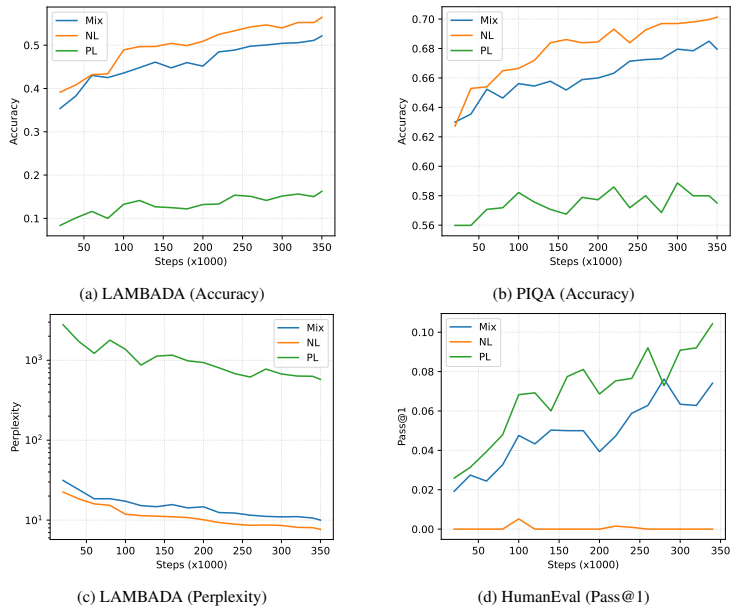 Mix
NL
PL
0.5
0.4
0.3
0.2
0.1
Accuracy
50 100 150 200 250 300 350
Steps (x1000)
(a) LAMBADA (Accuracy)
Mix
NL
PL
0.70
0.68
0.66
0.64
0.62
0.60
0.58
0.56
Accuracy
50 100 150 200 250 300 350
Steps (x1000)
(b) PIQA (Accuracy)
Mix
NL
PL
10³
10²
10¹
Perplexity
50 100 150 200 250 300 350
Steps (x1000)
(c) LAMBADA (Perplexity)
Mix
NL
PL
0.10
0.08
0.06
0.04
0.02
0.00
Pass@1
50 100 150 200 250 300 350
Steps (x1000)
(d) HumanEval (Pass@1)